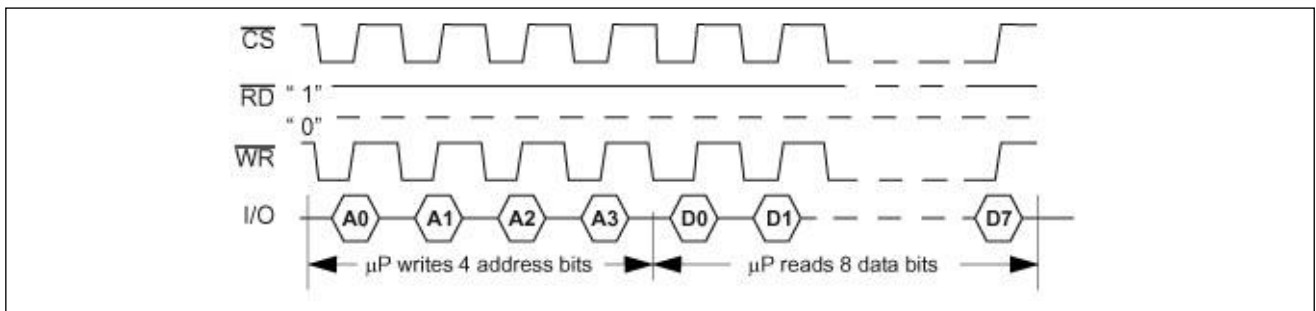 CS
RD "1"
"0"
WR
I/O A0 A1 A2 A3 D0 D1 D7
µP writes 4 address bits µP reads 8 data bits